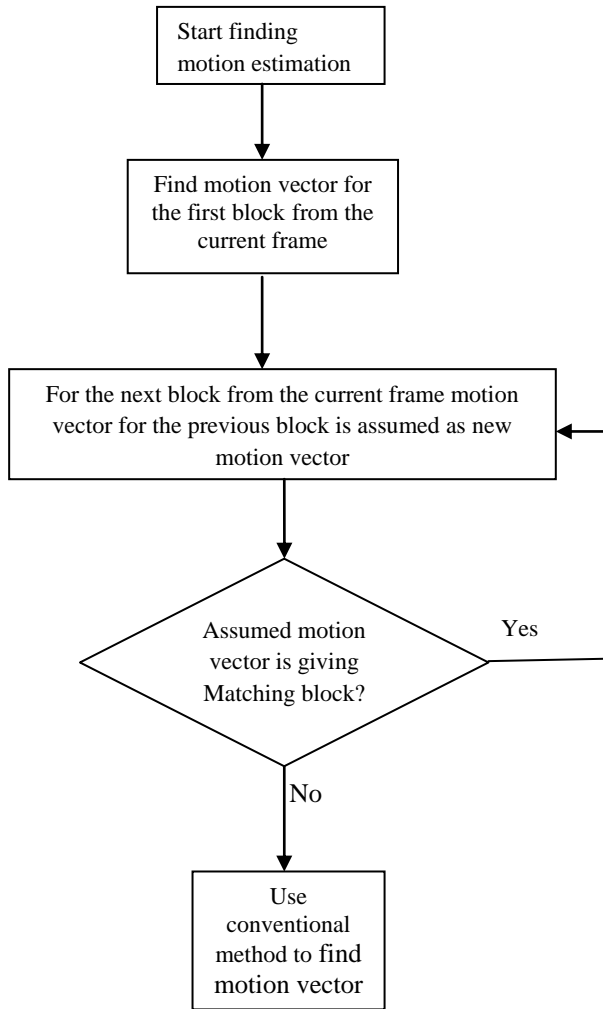 Start finding
motion estimation
Find motion vector for
the first block from the
current frame
For the next block from the current frame motion
vector for the previous block is assumed as new
motion vector
Assumed motion
vector is giving
Matching block?
Yes
No
Use
conventional
method to find
motion vector